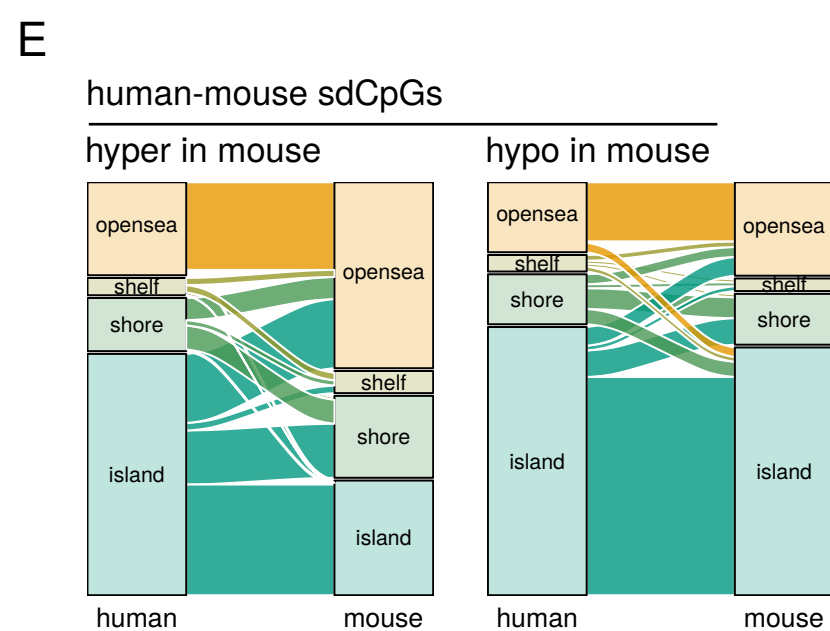 E
human-mouse sdCpGs
hyper in mouse
hypo in mouse
opensea
shelf
shore
island
opensea
shelf
shore
island
human
mouse
opensea
shelf
shore
island
opensea
shelf
shore
island
human
mouse